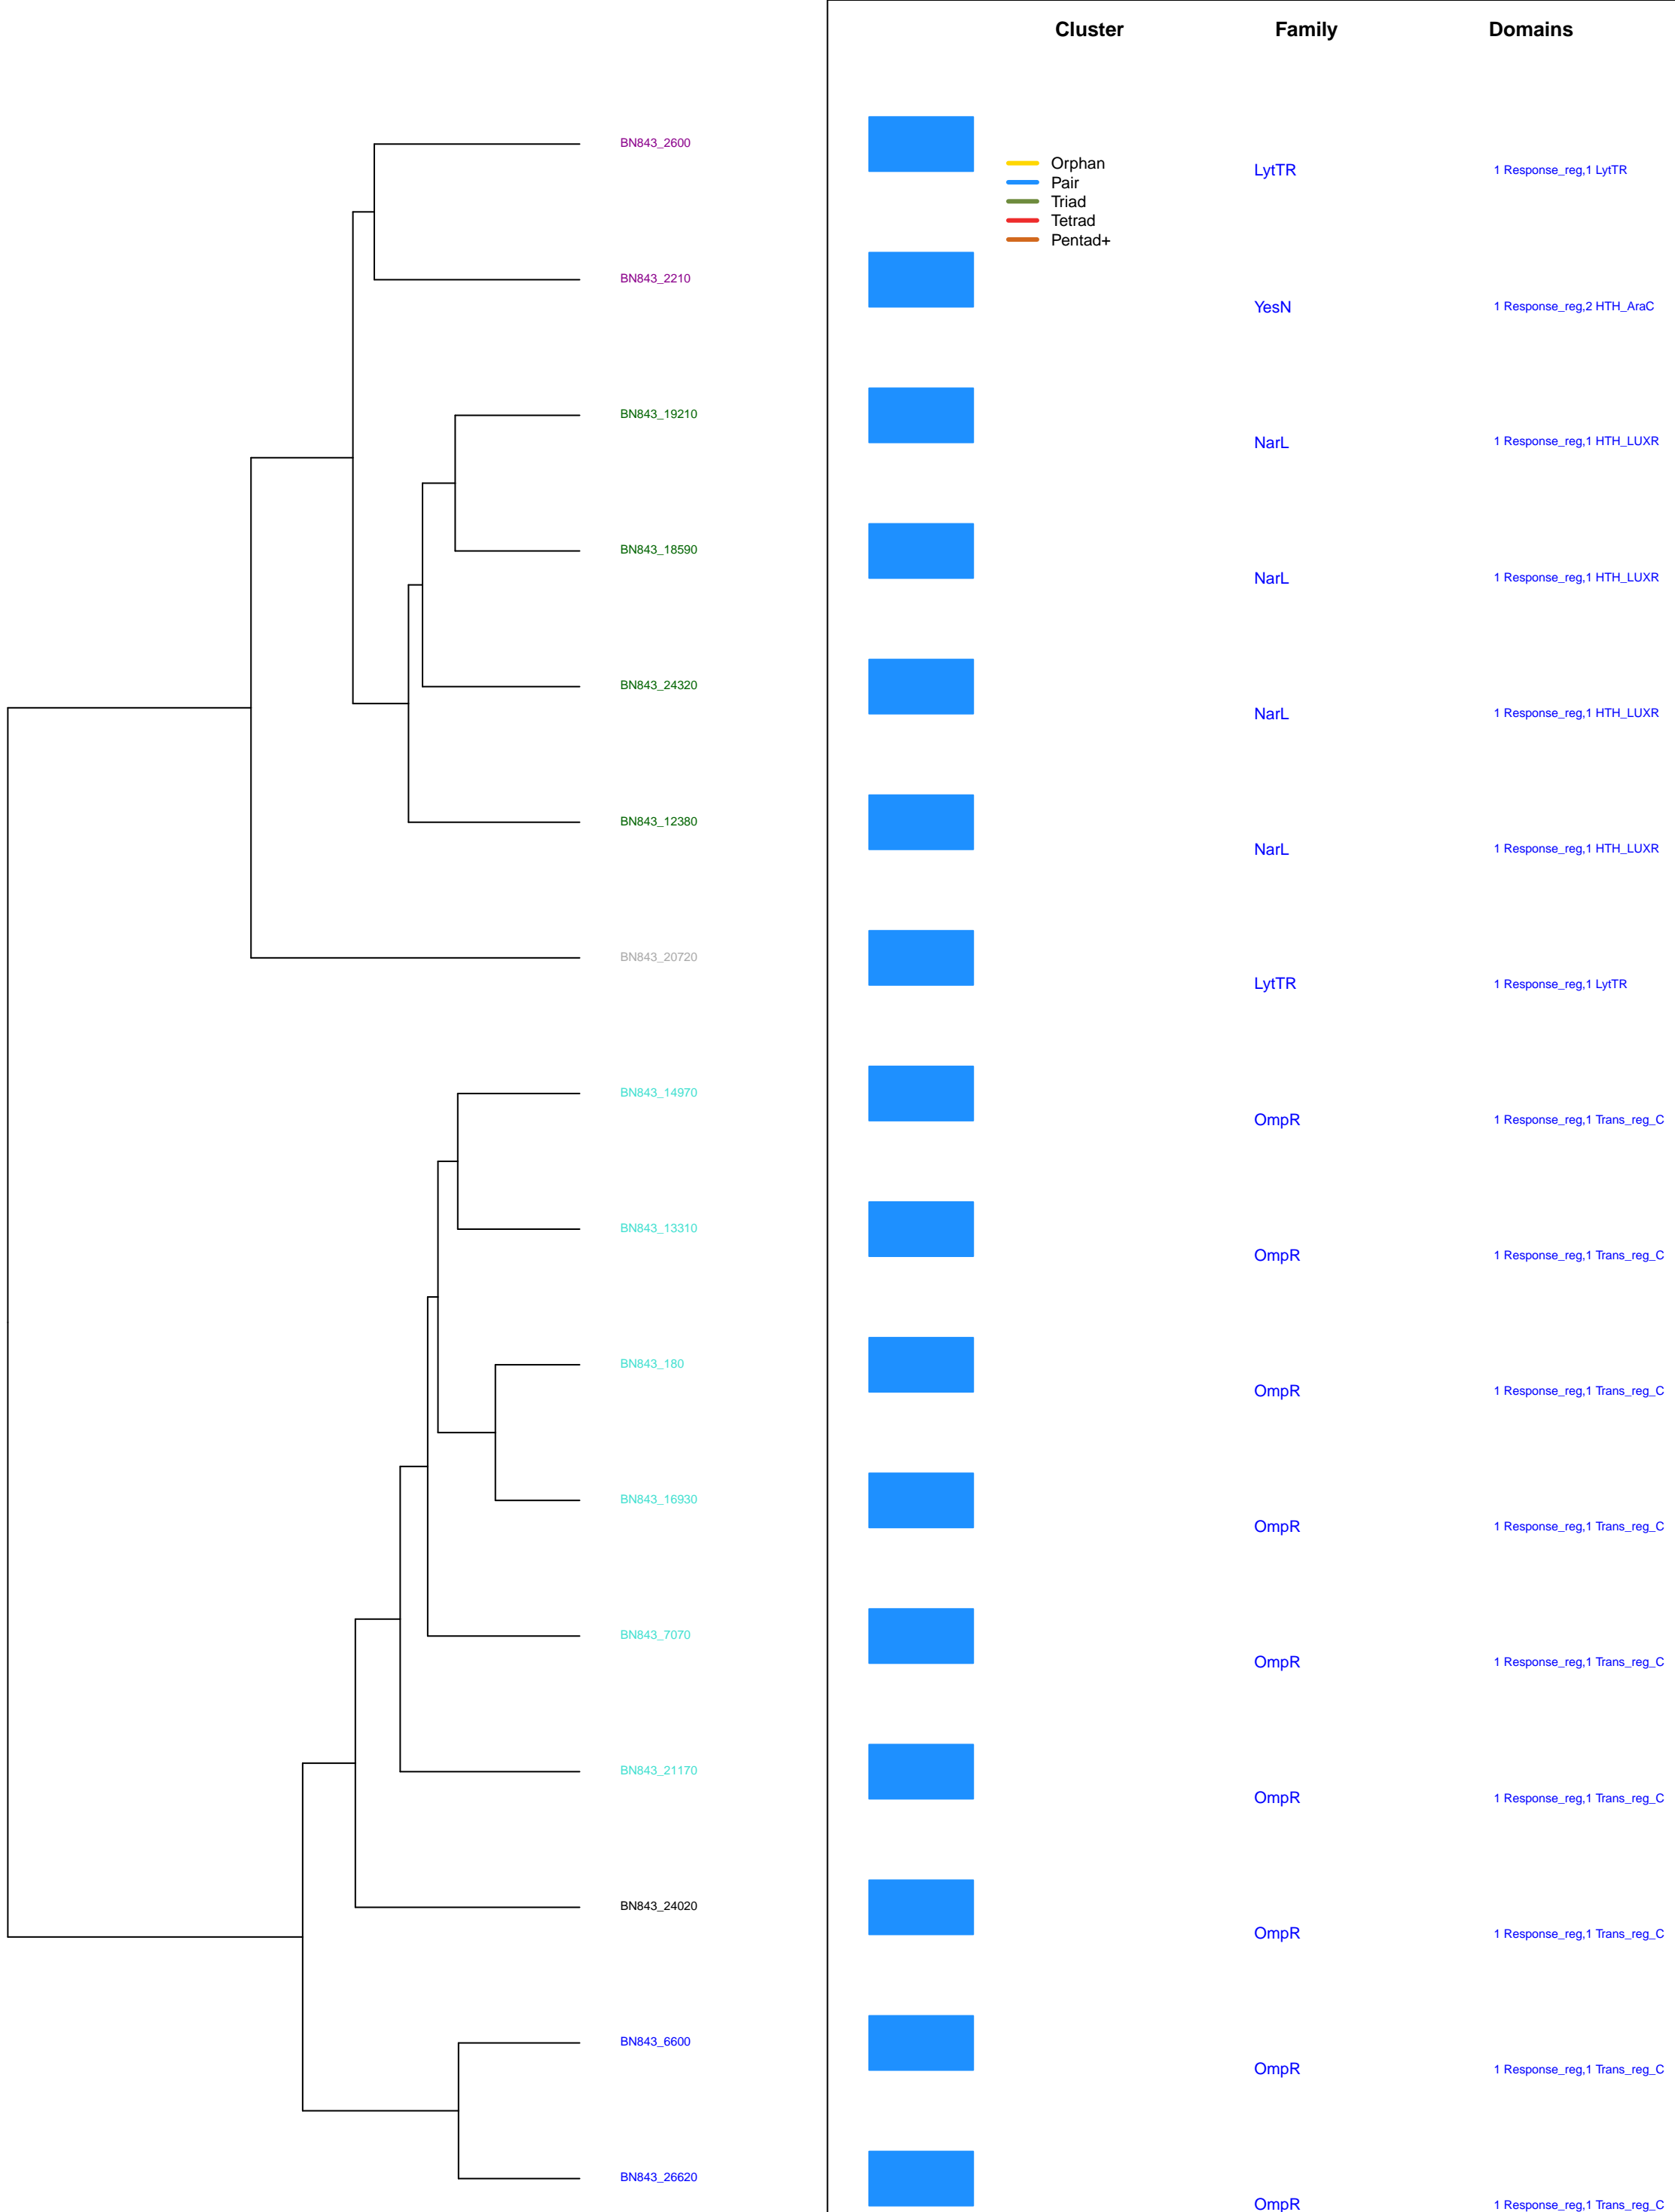 Cluster Family Domains
BN843_2600
Orphan
LytTR 1 Response_reg,1 LytTR
Pair
Triad
Tetrad
Pentad+
BN843_2210
YesN 1 Response_reg,2 HTH_AraC
BN843_19210
NarL 1 Response_reg,1 HTH_LUXR
BN843_18590
NarL 1 Response_reg,1 HTH_LUXR
BN843_24320
NarL 1 Response_reg,1 HTH_LUXR
BN843_12380
NarL 1 Response_reg,1 HTH_LUXR
BN843_20720
LytTR 1 Response_reg,1 LytTR
BN843_14970
OmpR 1 Response_reg,1 Trans_reg_C
BN843_13310
OmpR 1 Response_reg,1 Trans_reg_C
BN843_180
OmpR 1 Response_reg,1 Trans_reg_C
BN843_16930
OmpR 1 Response_reg,1 Trans_reg_C
BN843_7070
OmpR 1 Response_reg,1 Trans_reg_C
BN843_21170
OmpR 1 Response_reg,1 Trans_reg_C
BN843_24020
OmpR 1 Response_reg,1 Trans_reg_C
BN843_6600
OmpR 1 Response_reg,1 Trans_reg_C
BN843_26620
OmpR 1 Response_reg,1 Trans_reg_C